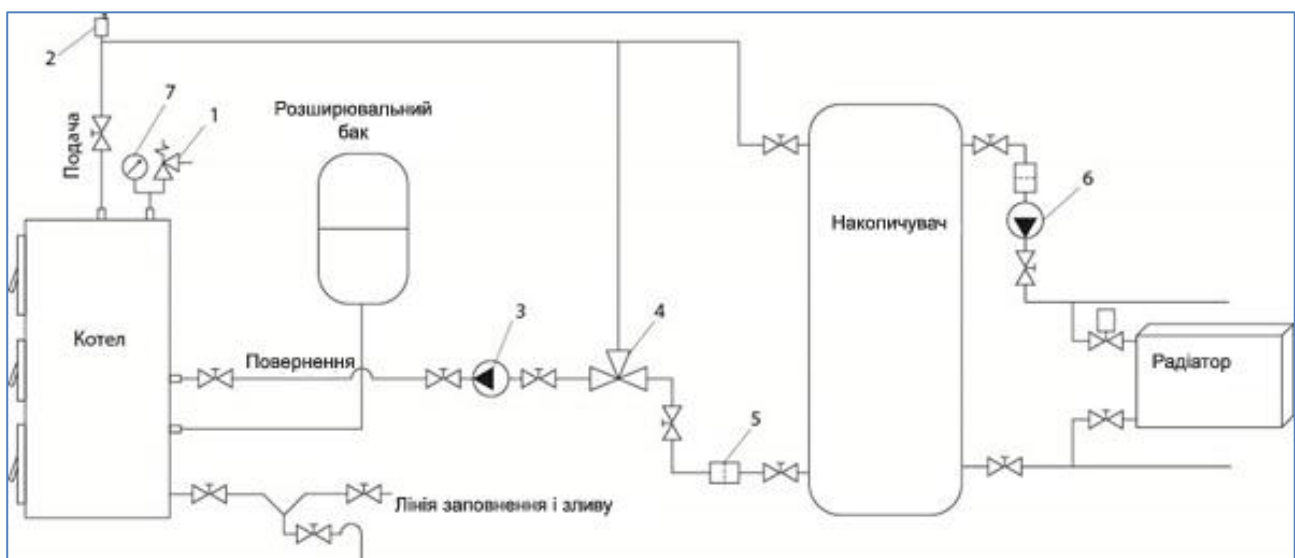 2
7
1
Подача
Розширювальний
бак
Накопичувач
6
Котел
Повернення
3
4
Радіатор
5
Лінія заповнення і зливу